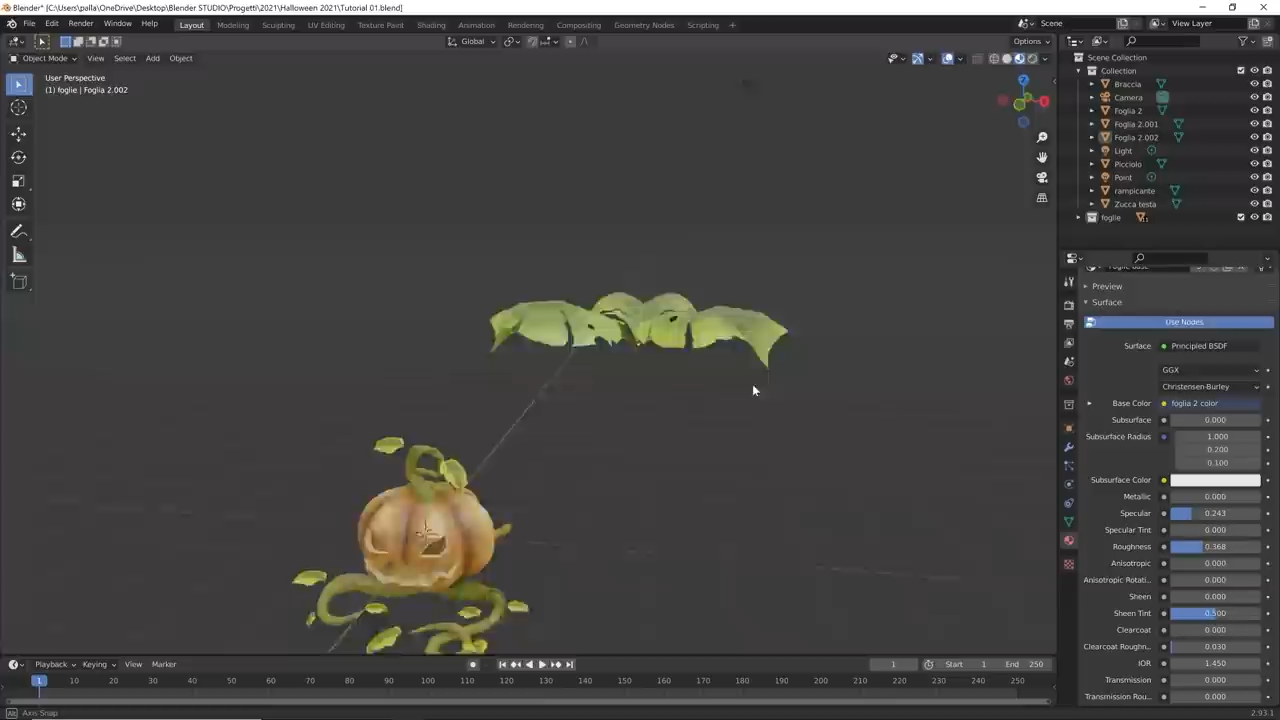 Blender* [C:\Users\palla\OneDrive\Desktop\Blender STUDIO\Progetti\2021\Halloween 2021\Tutorial 01.blend]
File Edit Render Window Help Layout Modeling Sculpting UV Editing Texture Paint Shading Animation Rendering Compositing Geometry Nodes Scripting + Scene View Layer
Global Options
Object Mode View Select Add Object
User Perspective
(1) foglie | Foglia 2.002
Z
Scene Collection
Collection
Braccia
Camera
Foglia 2
Foglia 2.001
Foglia 2.002
Light
Picciolo
Point
rampicante
Zucca testa
foglie
Preview
Surface
Use Nodes
Surface Principled BSDF
GGX
Christensen-Burley
Base Color foglia 2 color
Subsurface 0.000
Subsurface Radius 1.000
0.200
0.100
Subsurface Color
Metallic 0.000
Specular 0.243
Specular Tint 0.000
Roughness 0.368
Anisotropic 0.000
Anisotropic Rotati.. 0.000
Sheen 0.000
Sheen Tint 0.500
Clearcoat 0.000
Clearcoat Roughn.. 0.030
IOR 1.450
Transmission 0.000
Transmission Rou.. 0.000
Playback Keying View Marker 1 Start 1 End 250
1 10 20 30 40 50 60 70 80 90 100 110 120 130 140 150 160 170 180 190 200 210 220 230 240 250
Alt Axis Snap 2.93.1